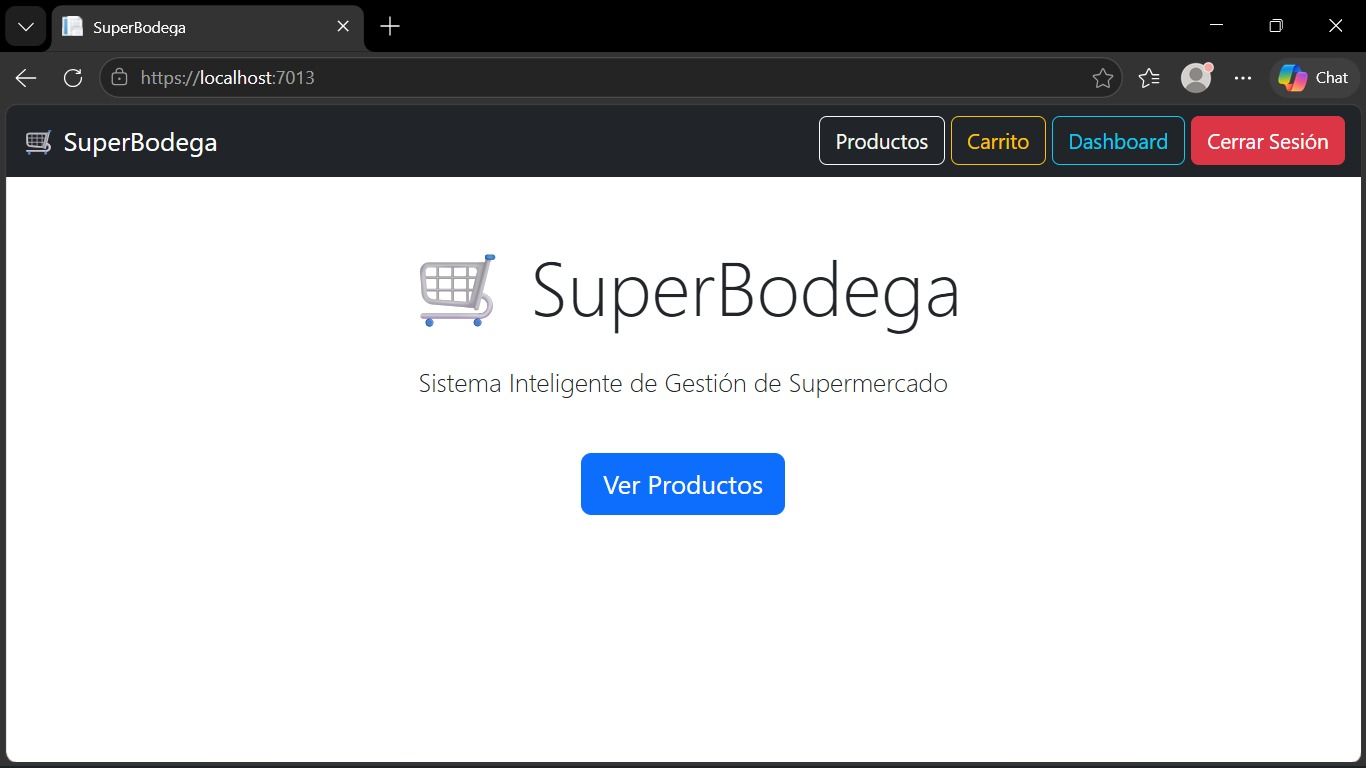 SuperBodega
https://localhost:7013
Chat
SuperBodega
Productos
Carrito
Dashboard
Cerrar Sesión
SuperBodega
Sistema Inteligente de Gestión de Supermercado
Ver Productos